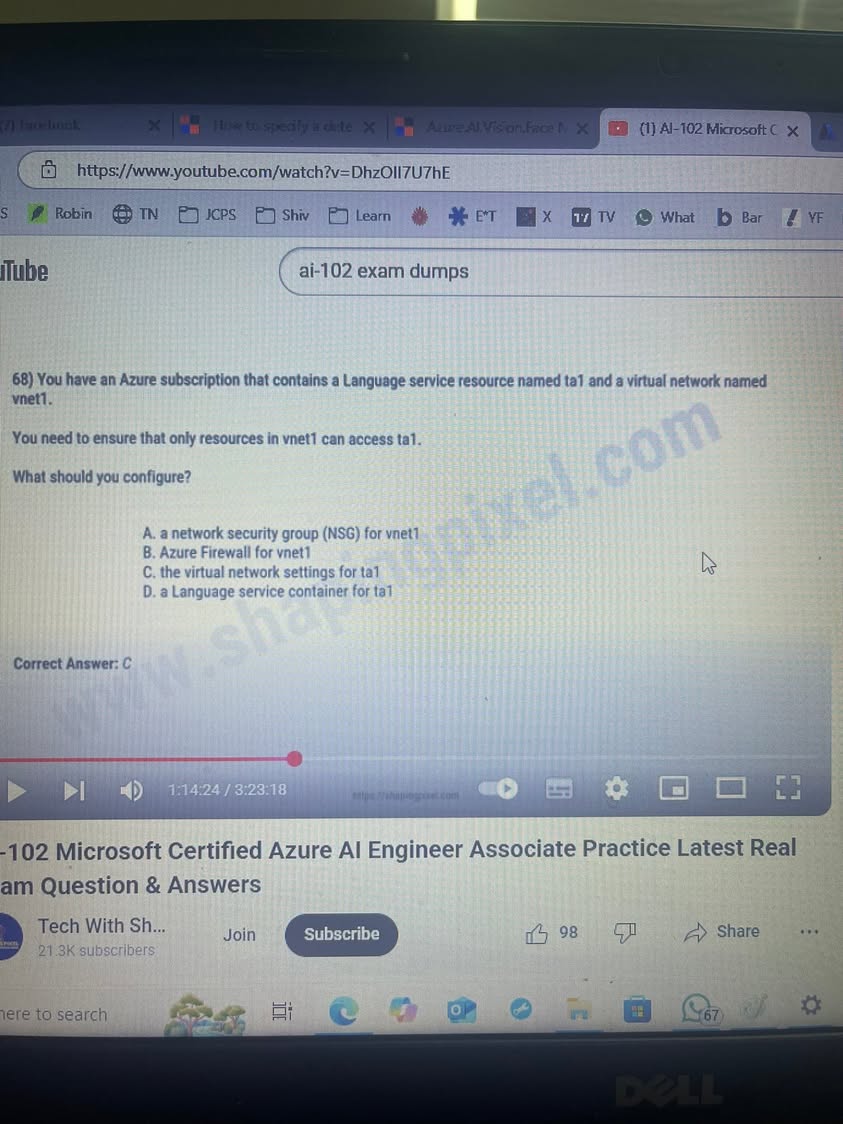 How to specify a date
Azure.AI.Vision.Face N
(1) AI-102 Microsoft C
https://www.youtube.com/watch?v=DhzOIl7U7hE
S Robin TN JCPS Shiv Learn E*T X 17 TV What b Bar YF
uTube
ai-102 exam dumps
68) You have an Azure subscription that contains a Language service resource named ta1 and a virtual network named
vnet1.
You need to ensure that only resources in vnet1 can access ta1.
What should you configure?
A. a network security group (NSG) for vnet1
B. Azure Firewall for vnet1
C. the virtual network settings for ta1
D. a Language service container for ta1
www.shapingpixel.com
Correct Answer: C
1:14:24 / 3:23:18
https://shapingpixel.com
-102 Microsoft Certified Azure AI Engineer Associate Practice Latest Real
am Question & Answers
Tech With Sh...
21.3K subscribers
Join
Subscribe
98
Share
here to search
67
DELL